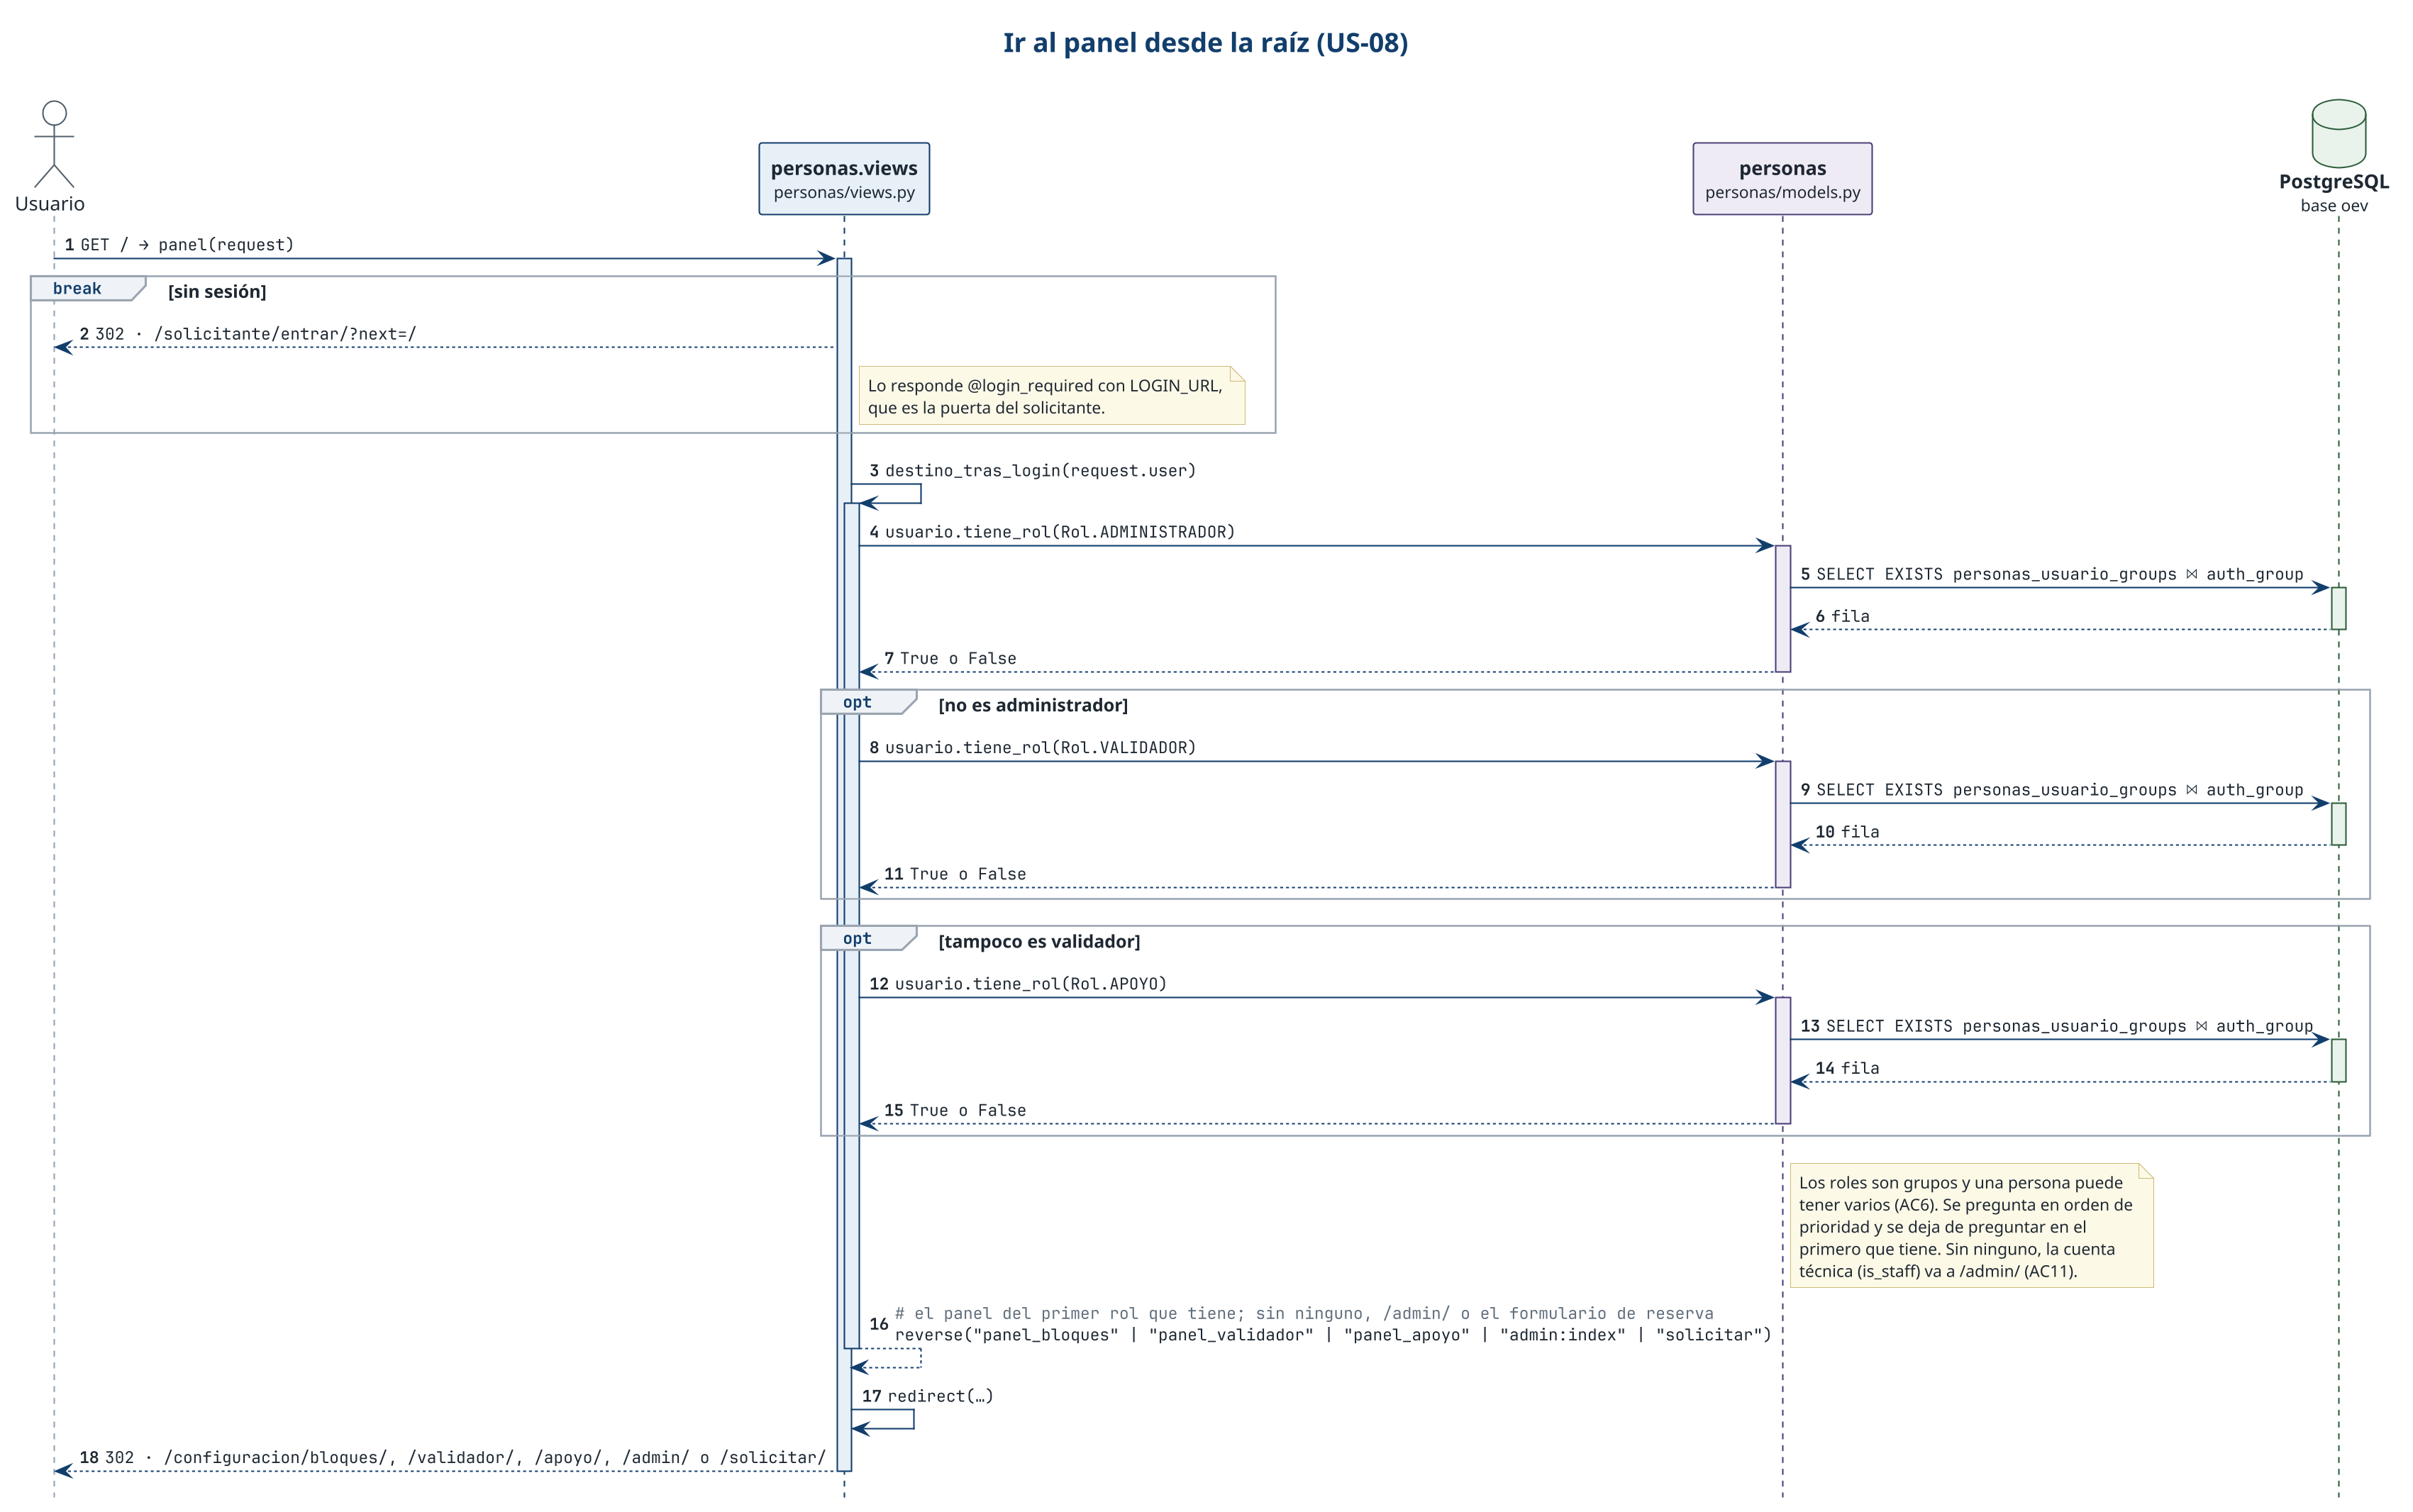 Ir al panel desde la raíz (US-08)
Usuario
personas.views
personas/views.py
personas
personas/models.py
PostgreSQL
base oev
1 GET / → panel(request)
break [sin sesión]
2 302 · /solicitante/entrar/?next=/
Lo responde @login_required con LOGIN_URL,
que es la puerta del solicitante.
3 destino_tras_login(request.user)
4 usuario.tiene_rol(Rol.ADMINISTRADOR)
5 SELECT EXISTS personas_usuario_groups ⋈ auth_group
6 fila
7 True o False
opt [no es administrador]
8 usuario.tiene_rol(Rol.VALIDADOR)
9 SELECT EXISTS personas_usuario_groups ⋈ auth_group
10 fila
11 True o False
opt [tampoco es validador]
12 usuario.tiene_rol(Rol.APOYO)
13 SELECT EXISTS personas_usuario_groups ⋈ auth_group
14 fila
15 True o False
Los roles son grupos y una persona puede
tener varios (AC6). Se pregunta en orden de
prioridad y se deja de preguntar en el
primero que tiene. Sin ninguno, la cuenta
técnica (is_staff) va a /admin/ (AC11).
# el panel del primer rol que tiene; sin ninguno, /admin/ o el formulario de reserva
16 reverse("panel_bloques" | "panel_validador" | "panel_apoyo" | "admin:index" | "solicitar")
17 redirect(…)
18 302 · /configuracion/bloques/, /validador/, /apoyo/, /admin/ o /solicitar/